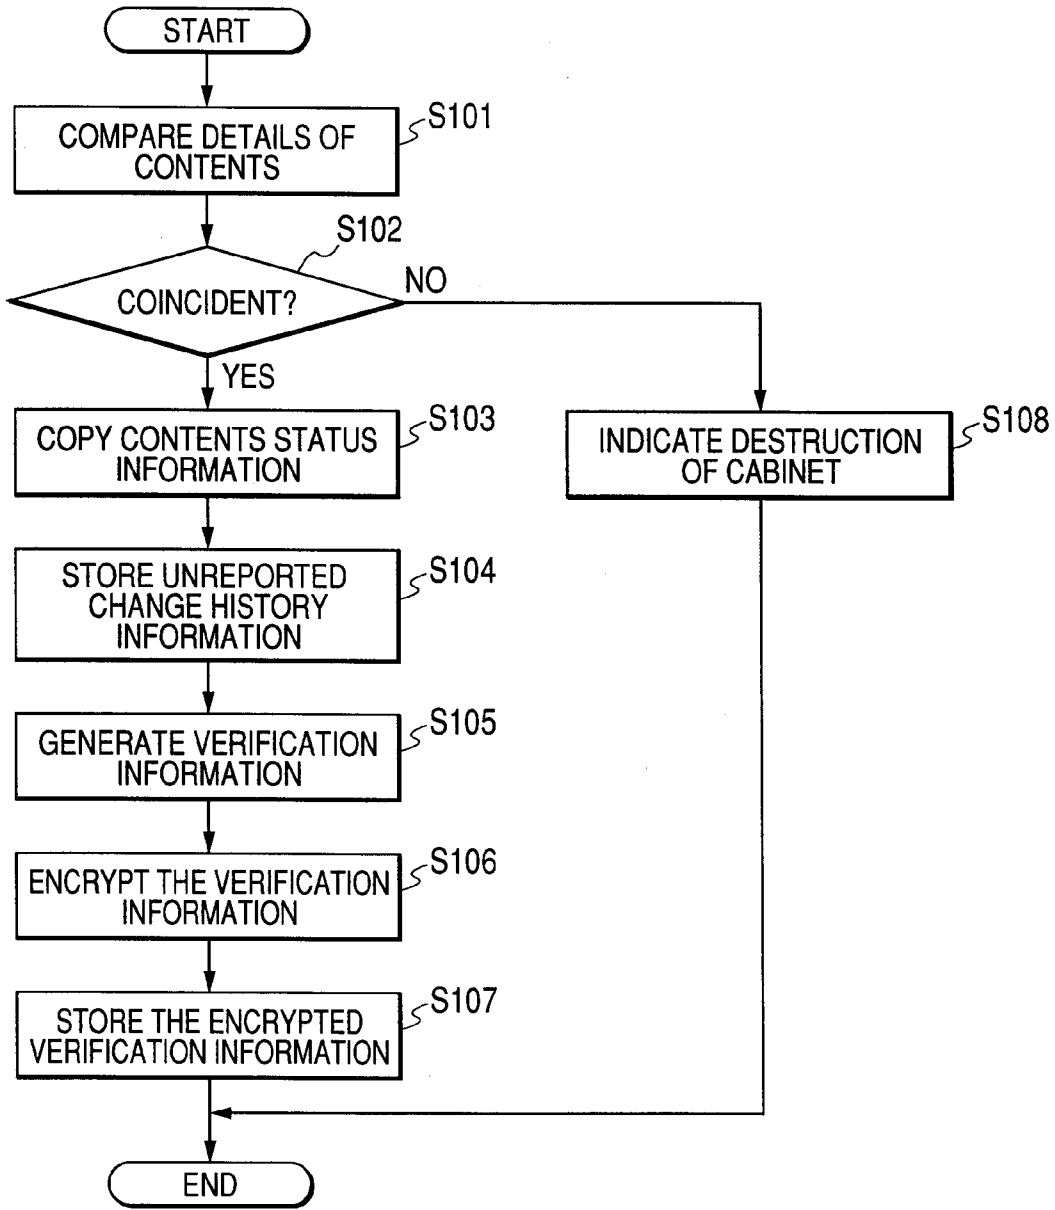 START
COMPARE DETAILS OF
CONTENTS
S101
S102
COINCIDENT?
NO
YES
COPY CONTENTS STATUS
INFORMATION
S103
INDICATE DESTRUCTION
OF CABINET
S108
STORE UNREPORTED
CHANGE HISTORY
INFORMATION
S104
GENERATE VERIFICATION
INFORMATION
S105
ENCRYPT THE VERIFICATION
INFORMATION
S106
STORE THE ENCRYPTED
VERIFICATION INFORMATION
S107
END